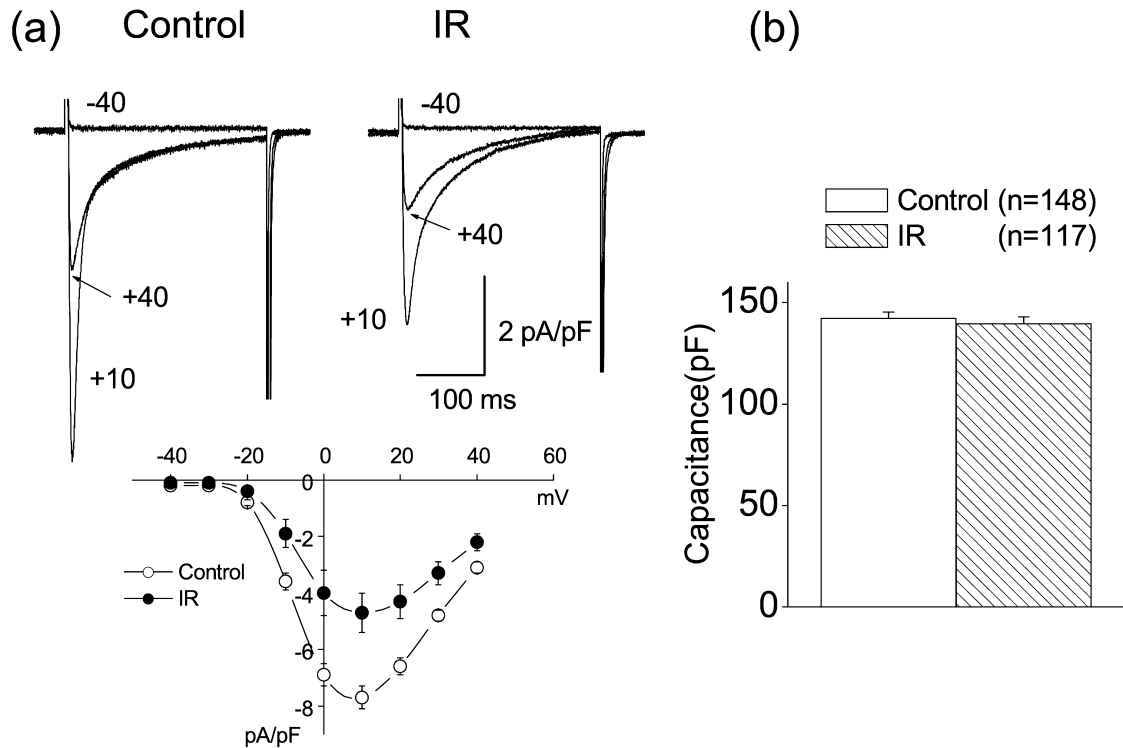 (a) Control IR (b)
-40 -40
+40 +40
+10 +10
2 pA/pF
100 ms
Control (n=148)
IR (n=117)
-40 -20 0 20 40 60
mV
0
-2
-4
-6
-8
pA/pF
Control
IR
Capacitance(pF)
150
100
50
0